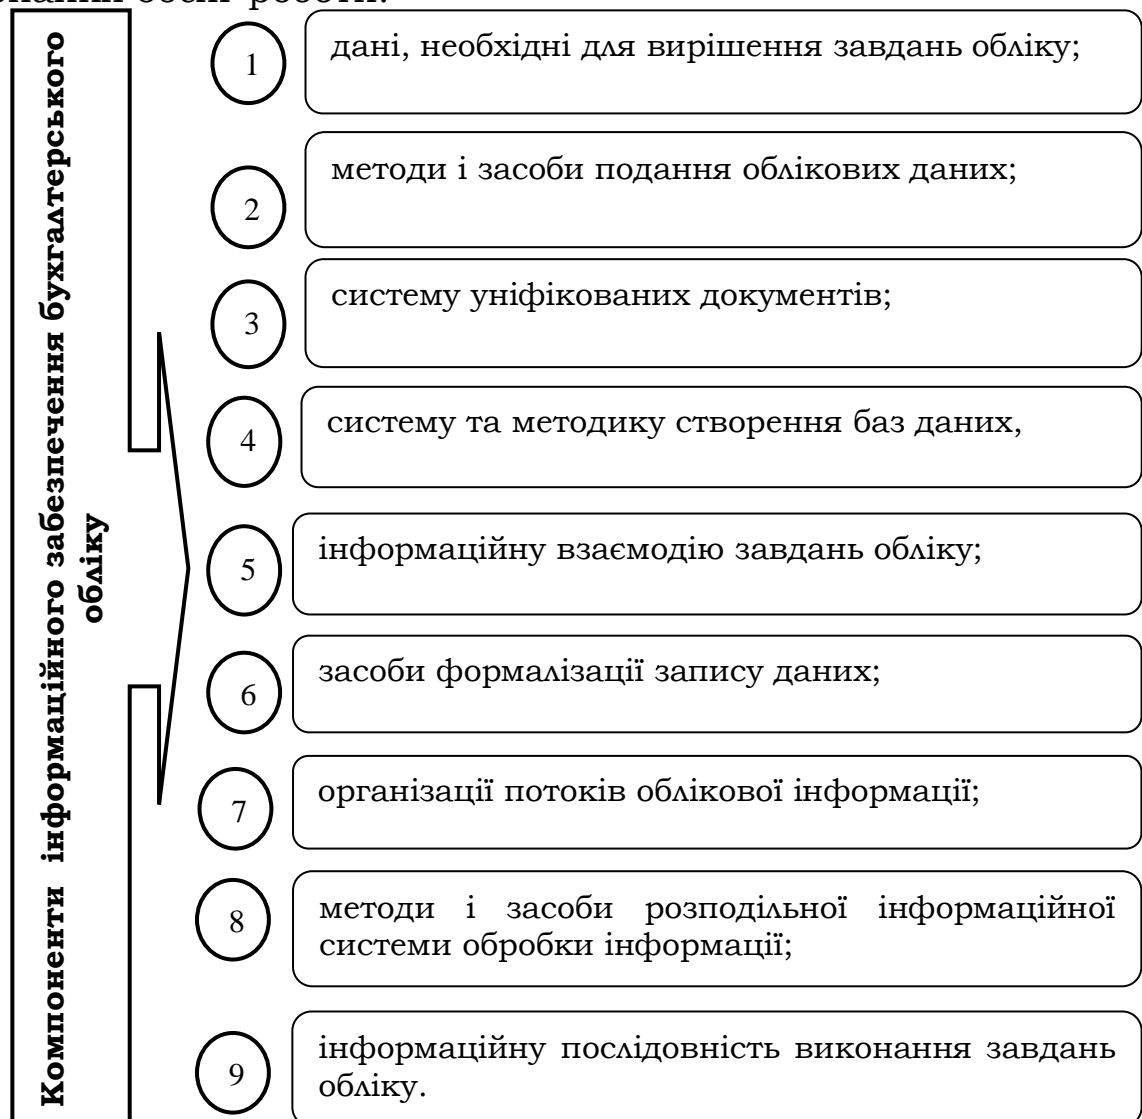 обсяг роботи.
Компоненти інформаційного забезпечення бухгалтерського
обліку
1
дані, необхідні для вирішення завдань обліку;
2
методи і засоби подання облікових даних;
3
систему уніфікованих документів;
4
систему та методику створення баз даних,
5
інформаційну взаємодію завдань обліку;
6
засоби формалізації запису даних;
7
організації потоків облікової інформації;
8
методи і засоби розподільної інформаційної
системи обробки інформації;
9
інформаційну послідовність виконання завдань
обліку.